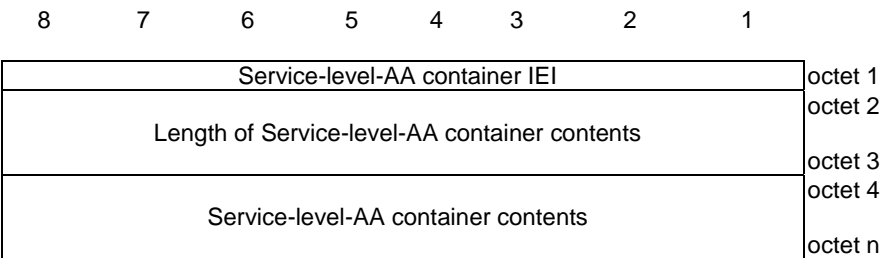 8 7 6 5 4 3 2 1
Service-level-AA container IEI octet 1
octet 2
Length of Service-level-AA container contents
octet 3
octet 4
Service-level-AA container contents
octet n